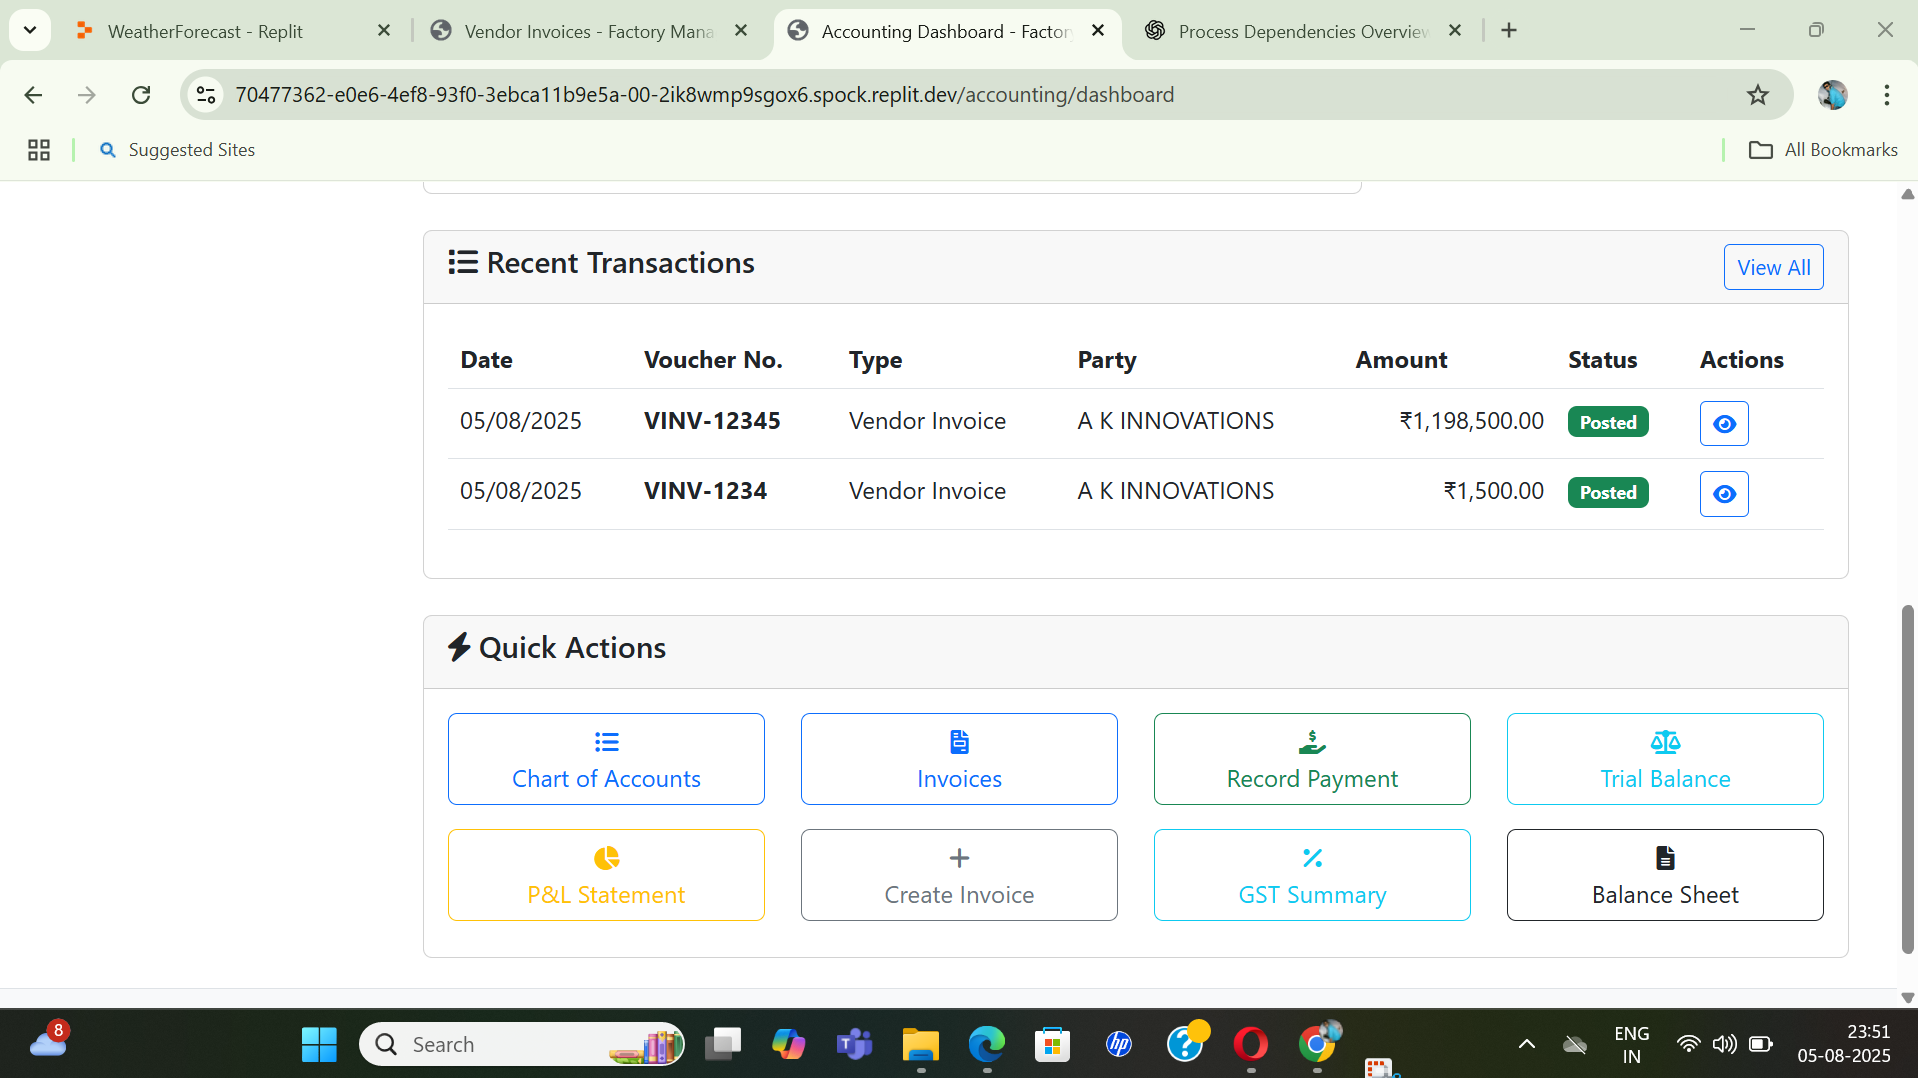 WeatherForecast - Replit
Vendor Invoices - Factory Mana
Accounting Dashboard - Factory
Process Dependencies Overview
70477362-e0e6-4ef8-93f0-3ebca11b9e5a-00-2ik8wmp9sgox6.spock.replit.dev/accounting/dashboard
Suggested Sites
All Bookmarks
Recent Transactions
View All
Date Voucher No. Type Party Amount Status Actions
05/08/2025 VINV-12345 Vendor Invoice A K INNOVATIONS ₹1,198,500.00 Posted
05/08/2025 VINV-1234 Vendor Invoice A K INNOVATIONS ₹1,500.00 Posted
Quick Actions
Chart of Accounts
Invoices
Record Payment
Trial Balance
P&L Statement
Create Invoice
GST Summary
Balance Sheet
8
Search
T
hp
ENG
IN
23:51
05-08-2025